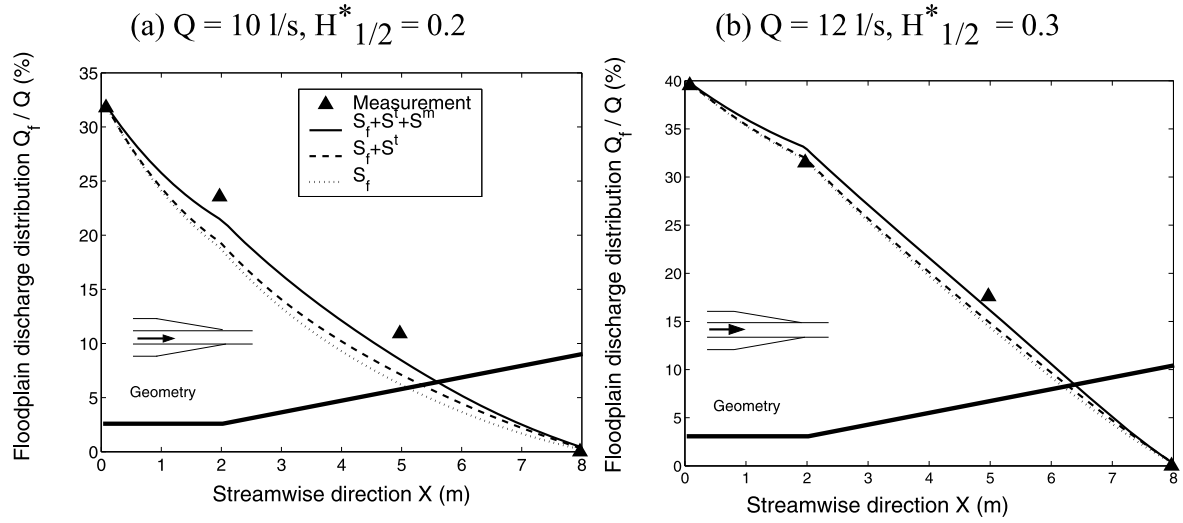 (a) Q = 10 l/s, H*1/2 = 0.2
Floodplain discharge distribution Qf / Q (%)
35
30
25
20
15
10
5
0
Measurement
Sf+St+Sm
Sf+St
Sf
Geometry
0 1 2 3 4 5 6 7 8
Streamwise direction X (m)
(b) Q = 12 l/s, H*1/2 = 0.3
Floodplain discharge distribution Qf / Q (%)
40
35
30
25
20
15
10
5
0
Geometry
0 1 2 3 4 5 6 7 8
Streamwise direction X (m)